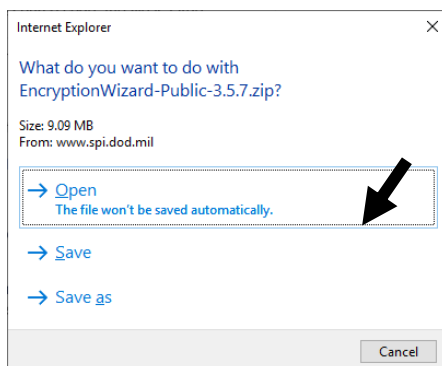 Internet Explorer
What do you want to do with
EncryptionWizard-Public-3.5.7.zip?
Size: 9.09 MB
From: www.spi.dod.mil
Open
The file won't be saved automatically.
Save
Save as
Cancel